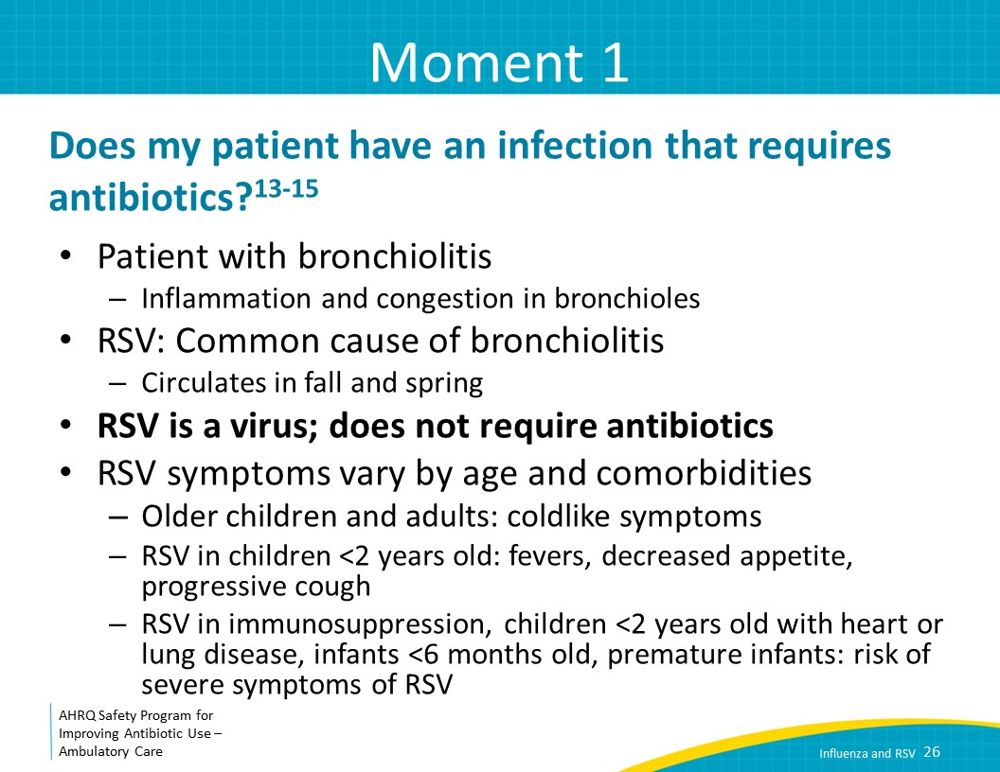 Moment 1
Does my patient have an infection that requires
antibiotics?13-15
• Patient with bronchiolitis
– Inflammation and congestion in bronchioles
• RSV: Common cause of bronchiolitis
– Circulates in fall and spring
• RSV is a virus; does not require antibiotics
• RSV symptoms vary by age and comorbidities
– Older children and adults: coldlike symptoms
– RSV in children <2 years old: fevers, decreased appetite,
progressive cough
– RSV in immunosuppression, children <2 years old with heart or
lung disease, infants <6 months old, premature infants: risk of
severe symptoms of RSV
AHRQ Safety Program for
Improving Antibiotic Use –
Ambulatory Care
Influenza and RSV 26